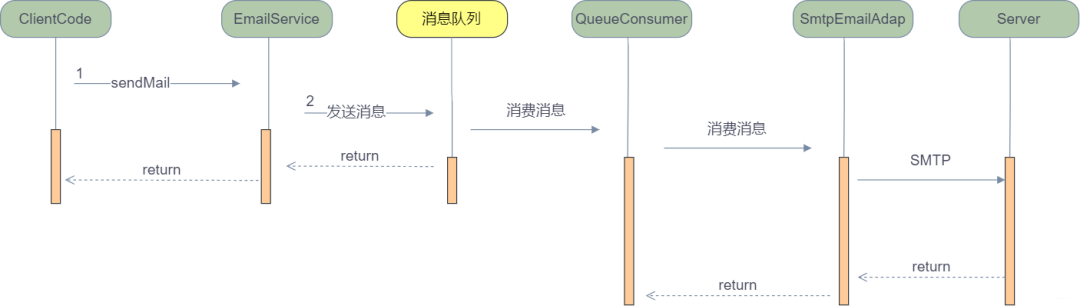 ClientCode
EmailService
消息队列
QueueConsumer
SmtpEmailAdap
Server
1
sendMail
2
发送消息
消费消息
消费消息
SMTP
return
return
return
return